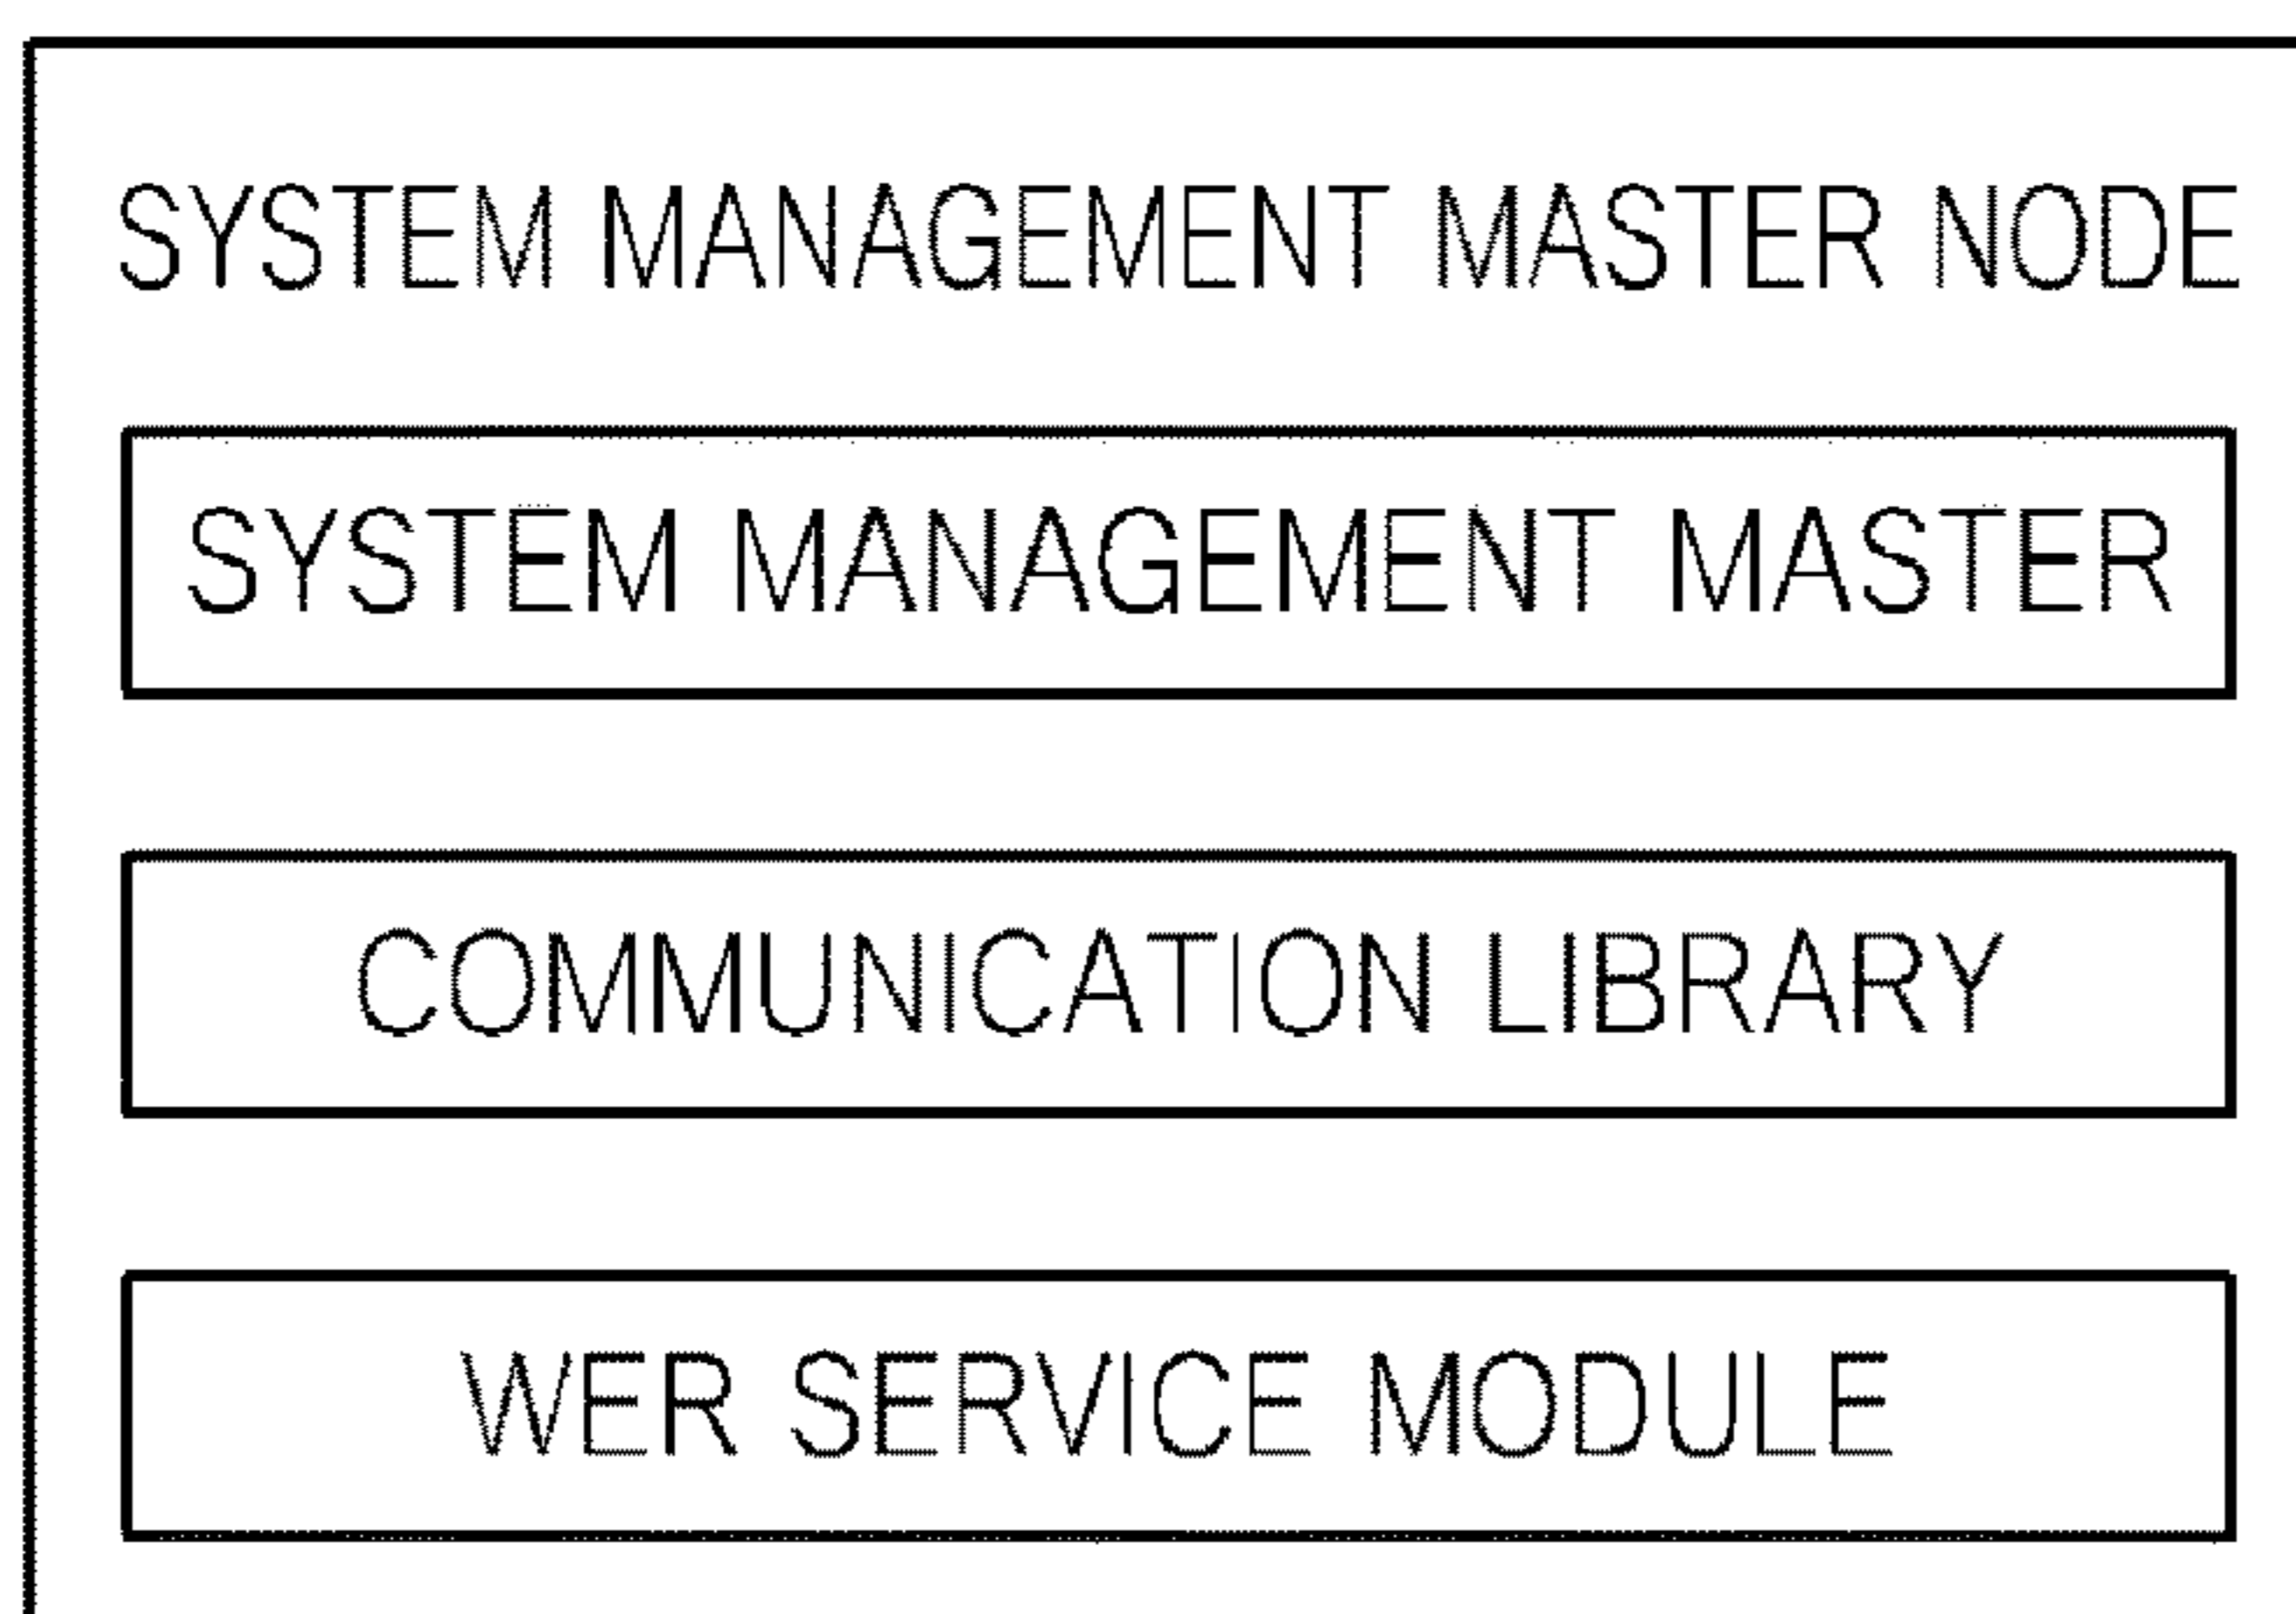 SYSTEM MANAGEMENT MASTER NODE
SYSTEM MANAGEMENT MASTER
COMMUNICATION LIBRARY
WER SERVICE MODULE